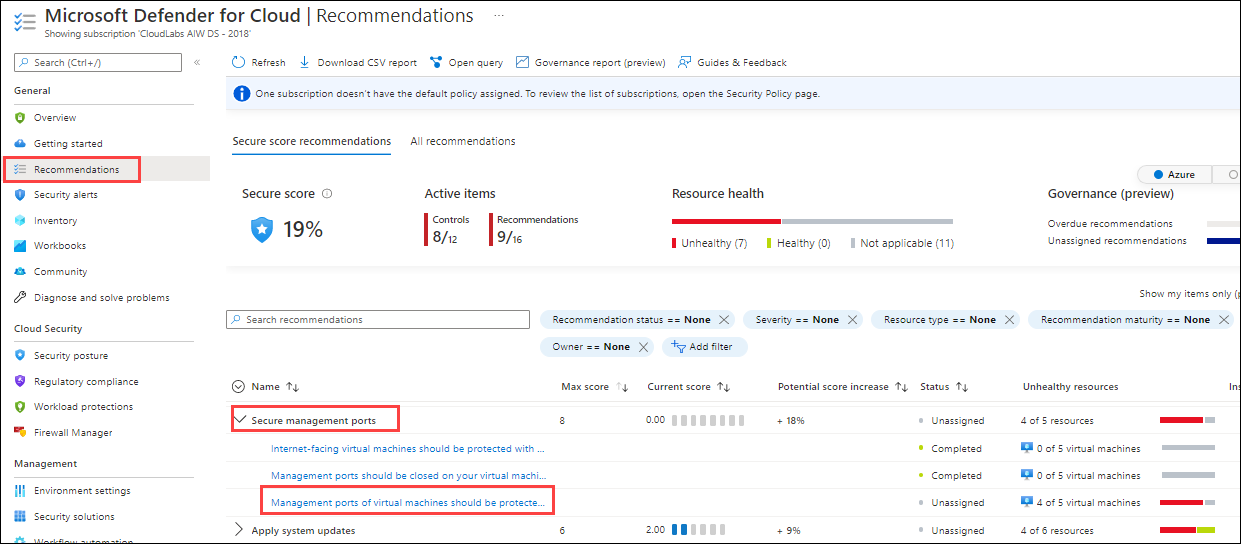 Microsoft Defender for Cloud | Recommendations ...
Showing subscription 'CloudLabs AIW DS - 2018'
Search (Ctrl+/) «
General
Overview
Getting started
Recommendations
Security alerts
Inventory
Workbooks
Community
Diagnose and solve problems
Cloud Security
Security posture
Regulatory compliance
Workload protections
Firewall Manager
Management
Environment settings
Security solutions
Workflow automation
Refresh Download CSV report Open query Governance report (preview) Guides & Feedback
One subscription doesn't have the default policy assigned. To review the list of subscriptions, open the Security Policy page.
Secure score recommendations All recommendations
Azure
Secure score Active items Resource health Governance (preview)
19% Controls Recommendations Overdue recommendations
8/12 9/16 Unhealthy (7) Healthy (0) Not applicable (11) Unassigned recommendations
Show my items only (
Search recommendations Recommendation status == None Severity == None Resource type == None Recommendation maturity == None
Owner == None Add filter
Name Max score Current score Potential score increase Status Unhealthy resources Ins
Secure management ports 8 0.00 + 18% Unassigned 4 of 5 resources
Internet-facing virtual machines should be protected with ... Completed 0 of 5 virtual machines
Management ports should be closed on your virtual machi... Completed 0 of 5 virtual machines
Management ports of virtual machines should be protecte... Unassigned 4 of 5 virtual machines
Apply system updates 6 2.00 + 9% Unassigned 4 of 6 resources